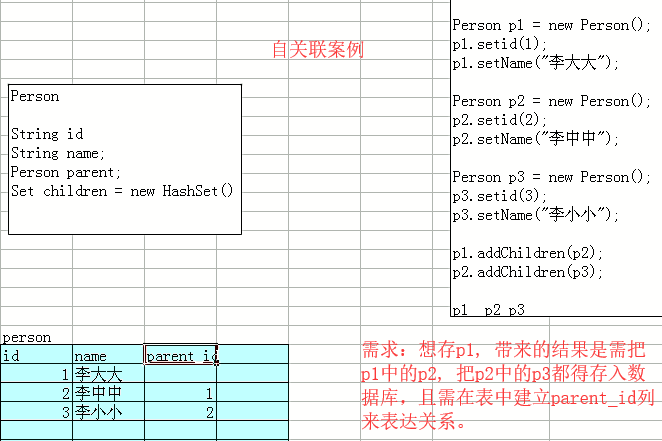 自关联案例
Person
String id
String name;
Person parent;
Set children = new HashSet()
Person p1 = new Person();
p1.setid(1);
p1.setName("李大大");
Person p2 = new Person();
p2.setid(2);
p2.setName("李中中");
Person p3 = new Person();
p3.setid(3);
p3.setName("李小小");
p1.addChildren(p2);
p2.addChildren(p3);
p1 p2 p3
person
id name parent_id
1 李大大
2 李中中 1
3 李小小 2
需求：想存p1, 带来的结果是需把
p1中的p2, 把p2中的p3都得存入
数据库，且需在表中建立parent_id列
来表达关系。